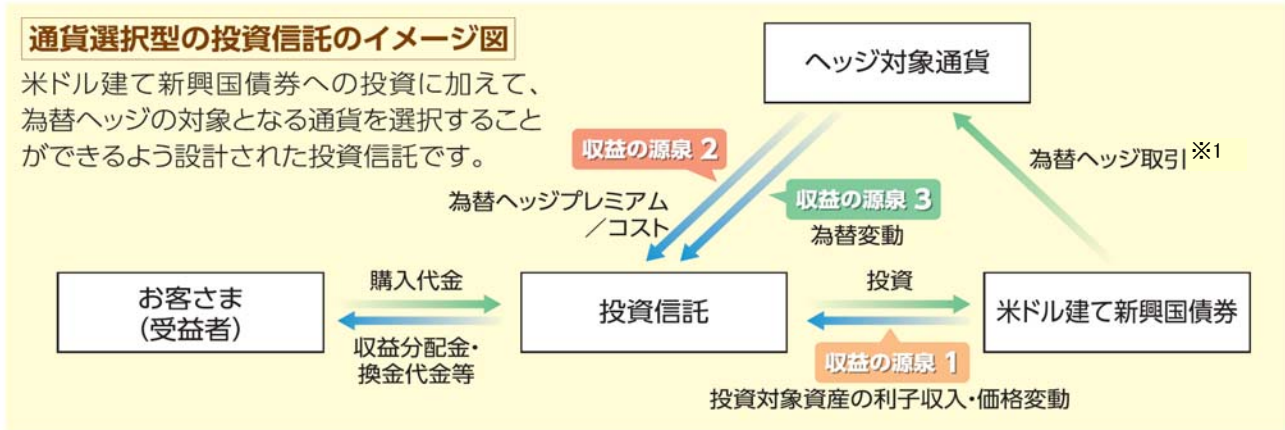 通貨選択型の投資信託のイメージ図
米ドル建て新興国債券への投資に加えて、
為替ヘッジの対象となる通貨を選択すること
ができるよう設計された投資信託です。
ヘッジ対象通貨
収益の源泉 2
為替ヘッジ取引※1
為替ヘッジプレミアム
／コスト
収益の源泉 3
為替変動
お客さま
(受益者)
購入代金
収益分配金・
換金代金等
投資信託
投資
収益の源泉 1
投資対象資産の利子収入・価格変動
米ドル建て新興国債券